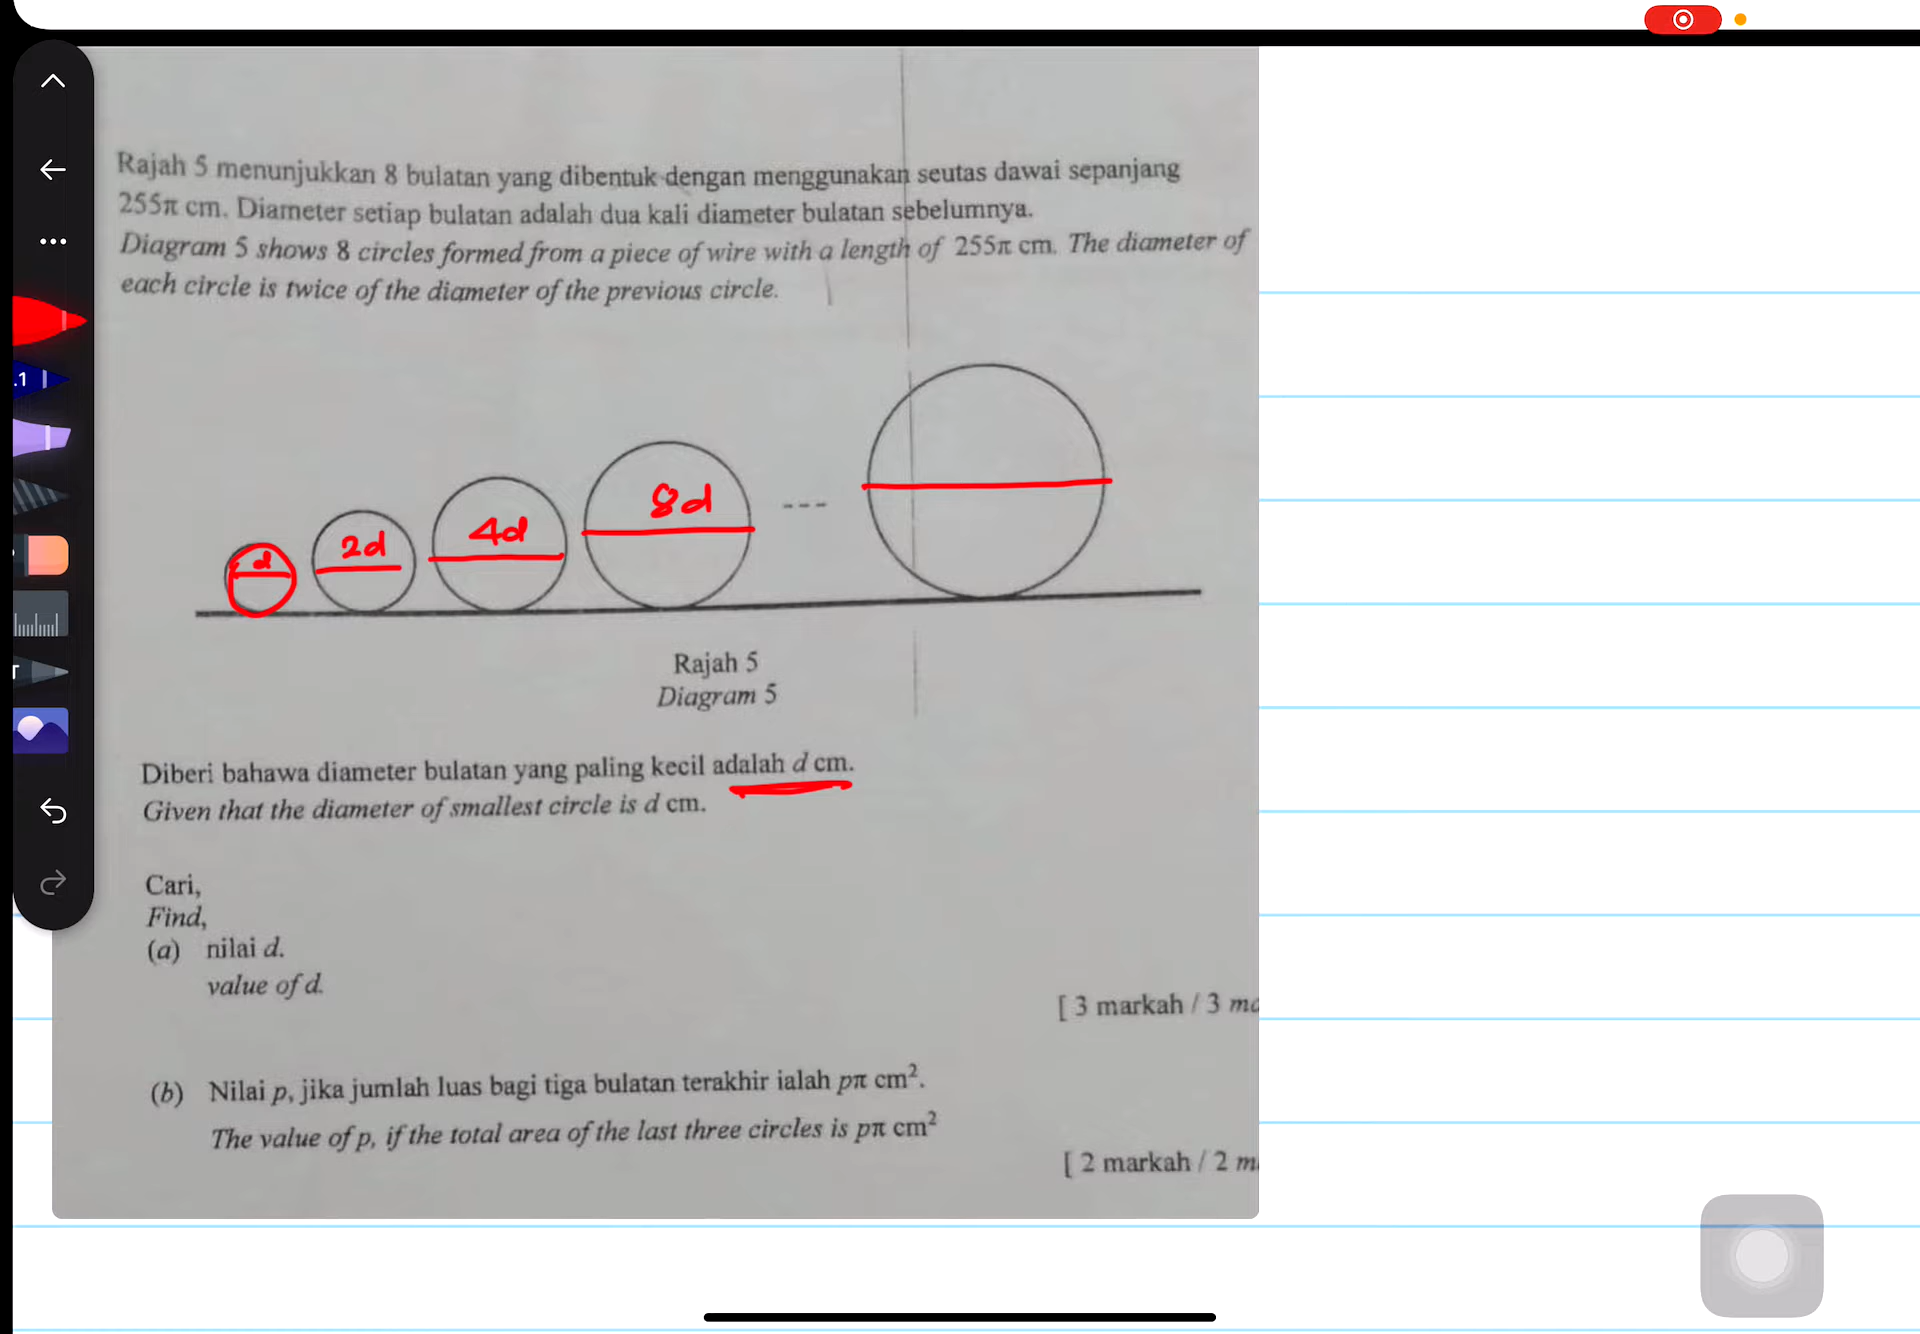 Rajah 5 menunjukkan 8 bulatan yang dibentuk dengan menggunakan seutas dawai sepanjang
255π cm. Diameter setiap bulatan adalah dua kali diameter bulatan sebelumnya.
Diagram 5 shows 8 circles formed from a piece of wire with a length of 255π cm. The diameter of
each circle is twice of the diameter of the previous circle.
d
2d
4d
8d
---
Rajah 5
Diagram 5
Diberi bahawa diameter bulatan yang paling kecil adalah d cm.
Given that the diameter of smallest circle is d cm.
Cari,
Find,
(a) nilai d.
value of d.
[ 3 markah / 3 ma
(b) Nilai p, jika jumlah luas bagi tiga bulatan terakhir ialah pπ cm².
The value of p, if the total area of the last three circles is pπ cm²
[ 2 markah / 2 m
.1